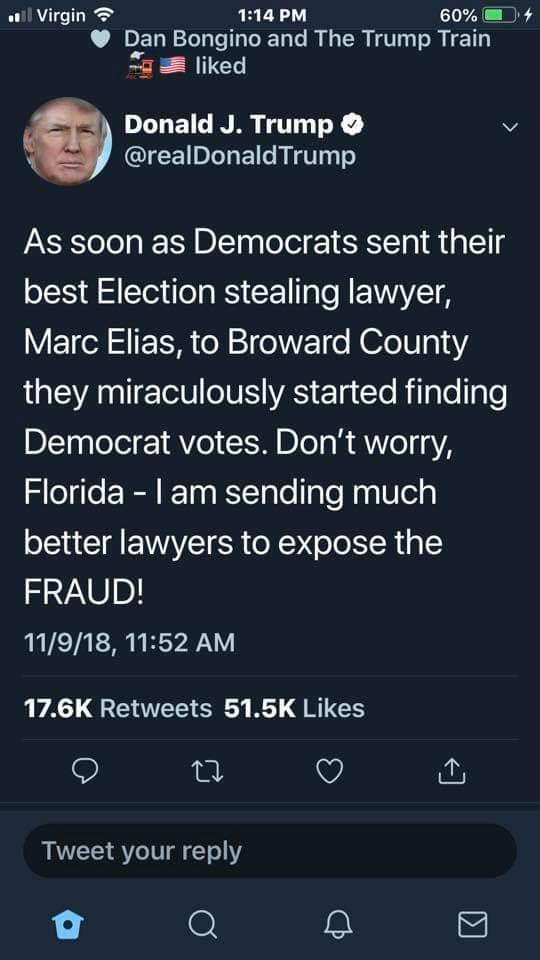 Virgin 1:14 PM 60%
Dan Bongino and The Trump Train
liked
Donald J. Trump
@realDonaldTrump
As soon as Democrats sent their
best Election stealing lawyer,
Marc Elias, to Broward County
they miraculously started finding
Democrat votes. Don’t worry,
Florida - I am sending much
better lawyers to expose the
FRAUD!
11/9/18, 11:52 AM
17.6K Retweets 51.5K Likes
Tweet your reply